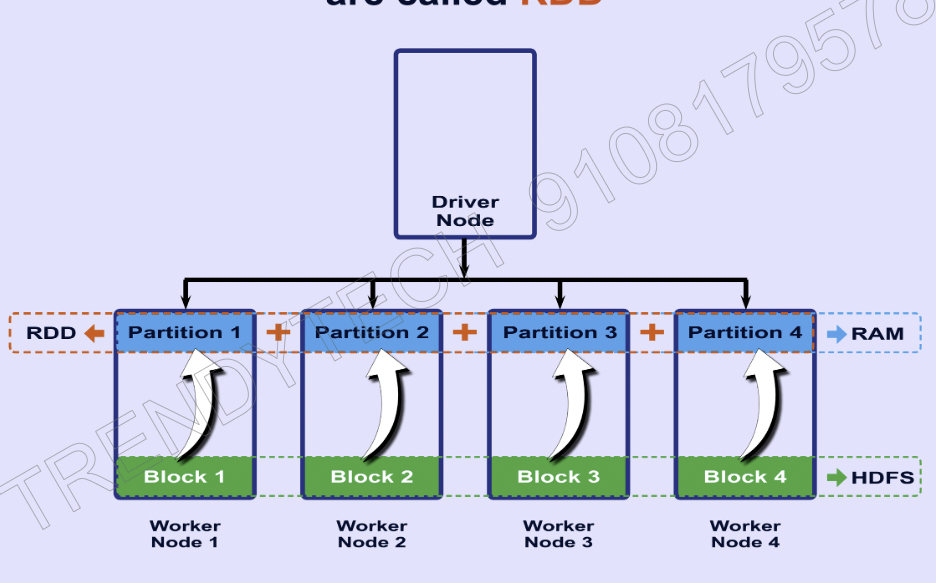 are called RDD
Driver
Node
RDD
Partition 1 + Partition 2 + Partition 3 + Partition 4
RAM
Block 1
Block 2
Block 3
Block 4
HDFS
Worker
Node 1
Worker
Node 2
Worker
Node 3
Worker
Node 4
TRENDYTECH 9108179578